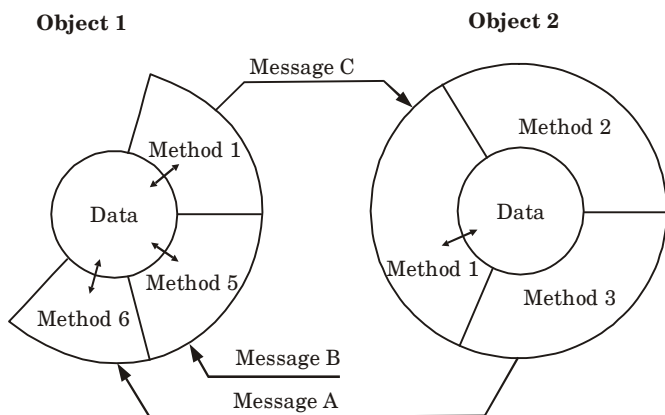 Object 1
Object 2
Message C
Method 1
Method 2
Data
Data
Method 5
Method 1
Method 6
Method 3
Message B
Message A